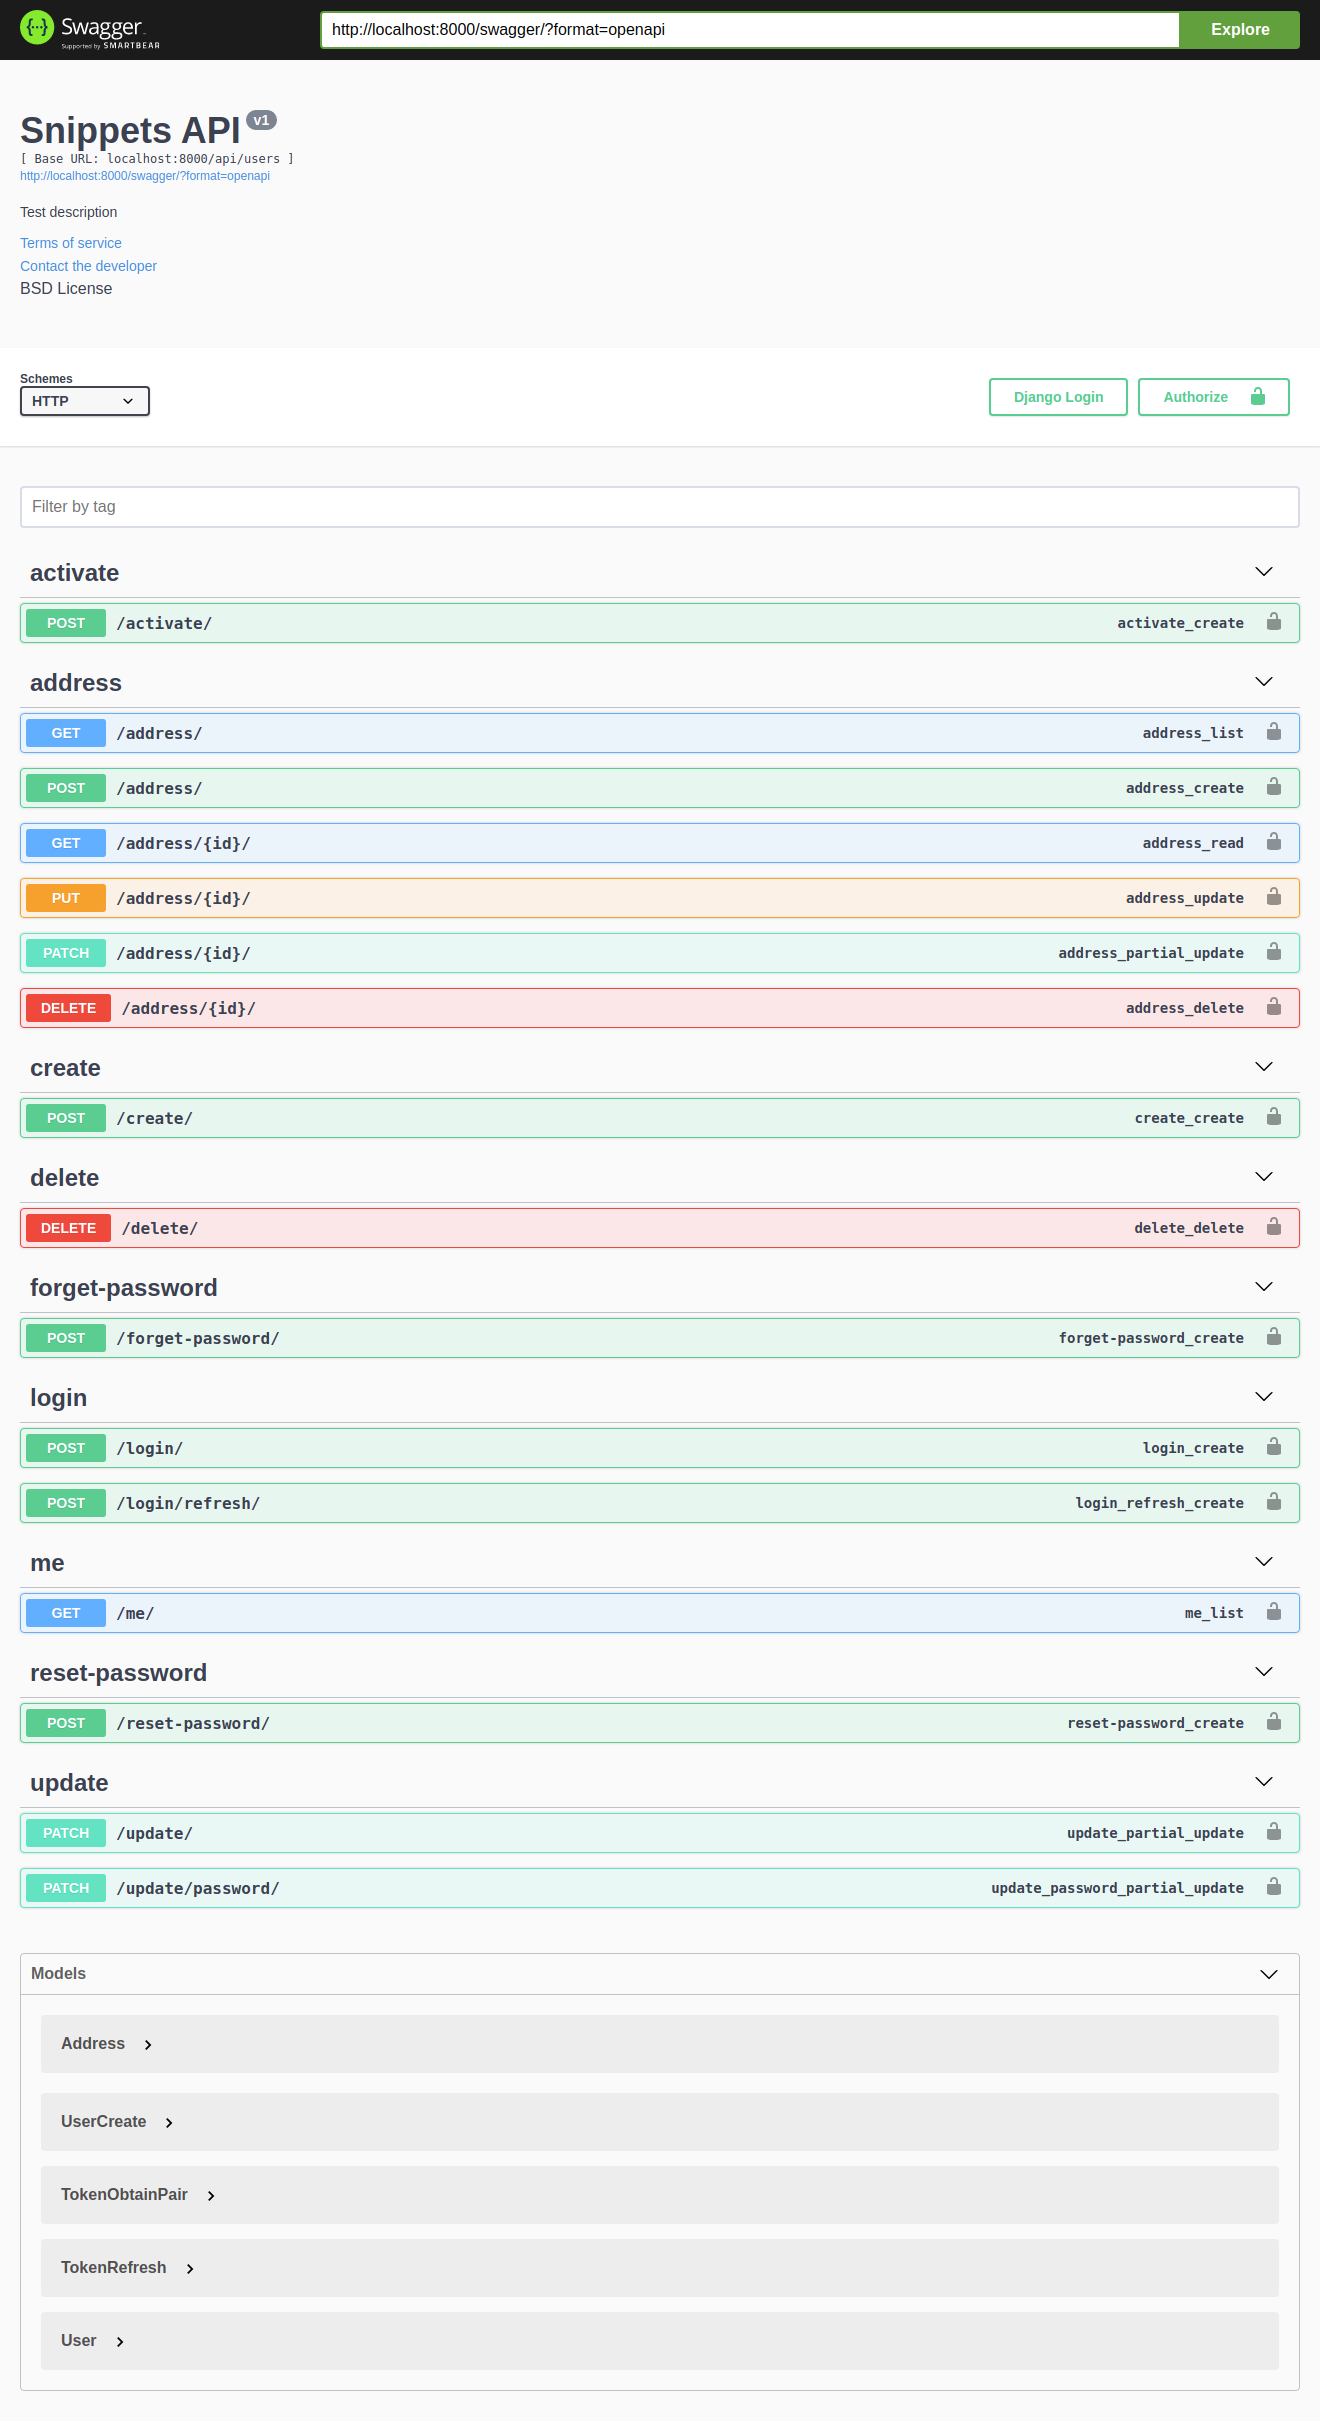 Swagger
Supported by SMARTBEAR
http://localhost:8000/swagger/?format=openapi
Explore
Snippets API v1
[ Base URL: localhost:8000/api/users ]
http://localhost:8000/swagger/?format=openapi
Test description
Terms of service
Contact the developer
BSD License
Schemes
HTTP
Django Login
Authorize
Filter by tag
activate
POST /activate/ activate_create
address
GET /address/ address_list
POST /address/ address_create
GET /address/{id}/ address_read
PUT /address/{id}/ address_update
PATCH /address/{id}/ address_partial_update
DELETE /address/{id}/ address_delete
create
POST /create/ create_create
delete
DELETE /delete/ delete_delete
forget-password
POST /forget-password/ forget-password_create
login
POST /login/ login_create
POST /login/refresh/ login_refresh_create
me
GET /me/ me_list
reset-password
POST /reset-password/ reset-password_create
update
PATCH /update/ update_partial_update
PATCH /update/password/ update_password_partial_update
Models
Address
UserCreate
TokenObtainPair
TokenRefresh
User